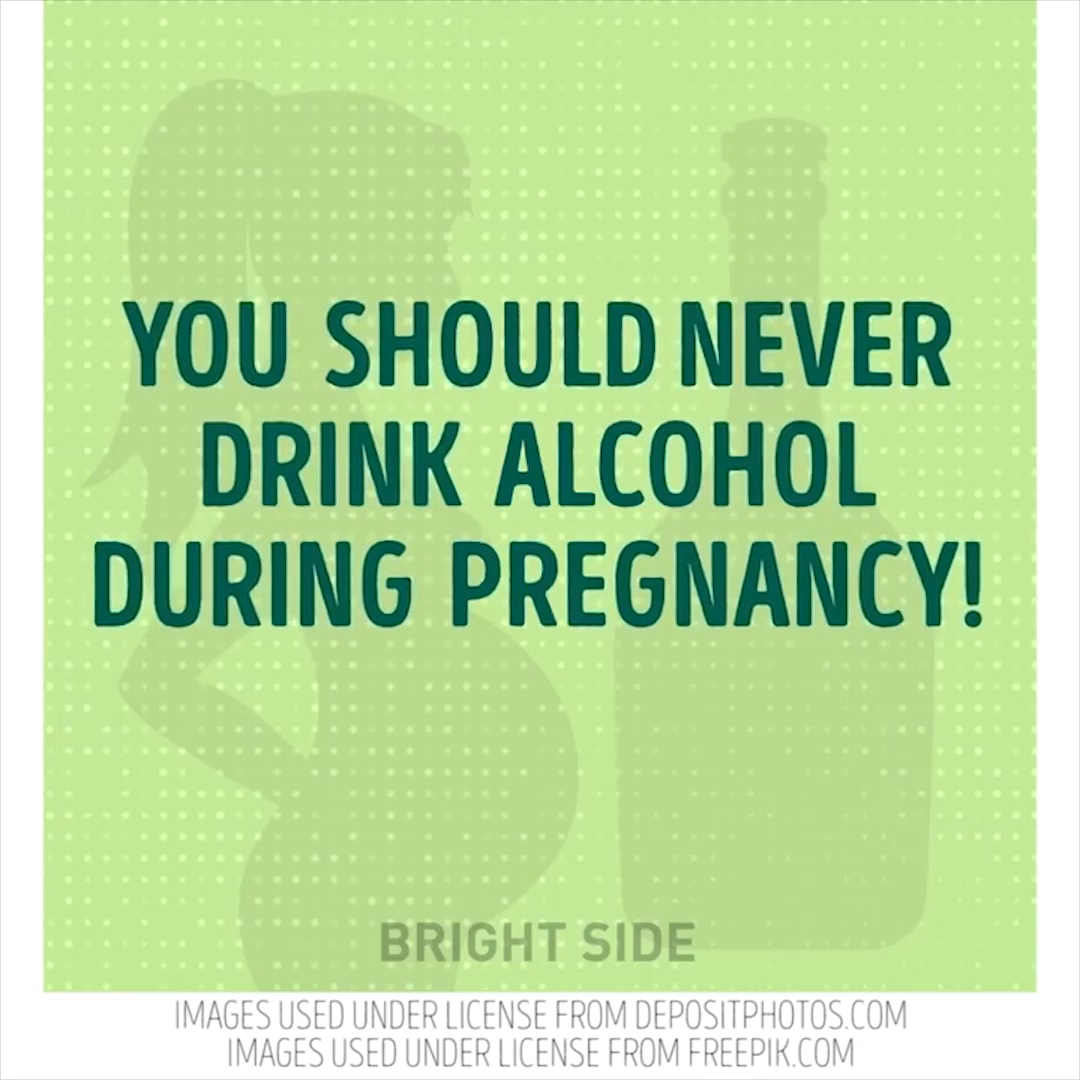 YOU SHOULD NEVER
DRINK ALCOHOL
DURING PREGNANCY!
BRIGHT SIDE
IMAGES USED UNDER LICENSE FROM DEPOSITPHOTOS.COM
IMAGES USED UNDER LICENSE FROM FREEPIK.COM